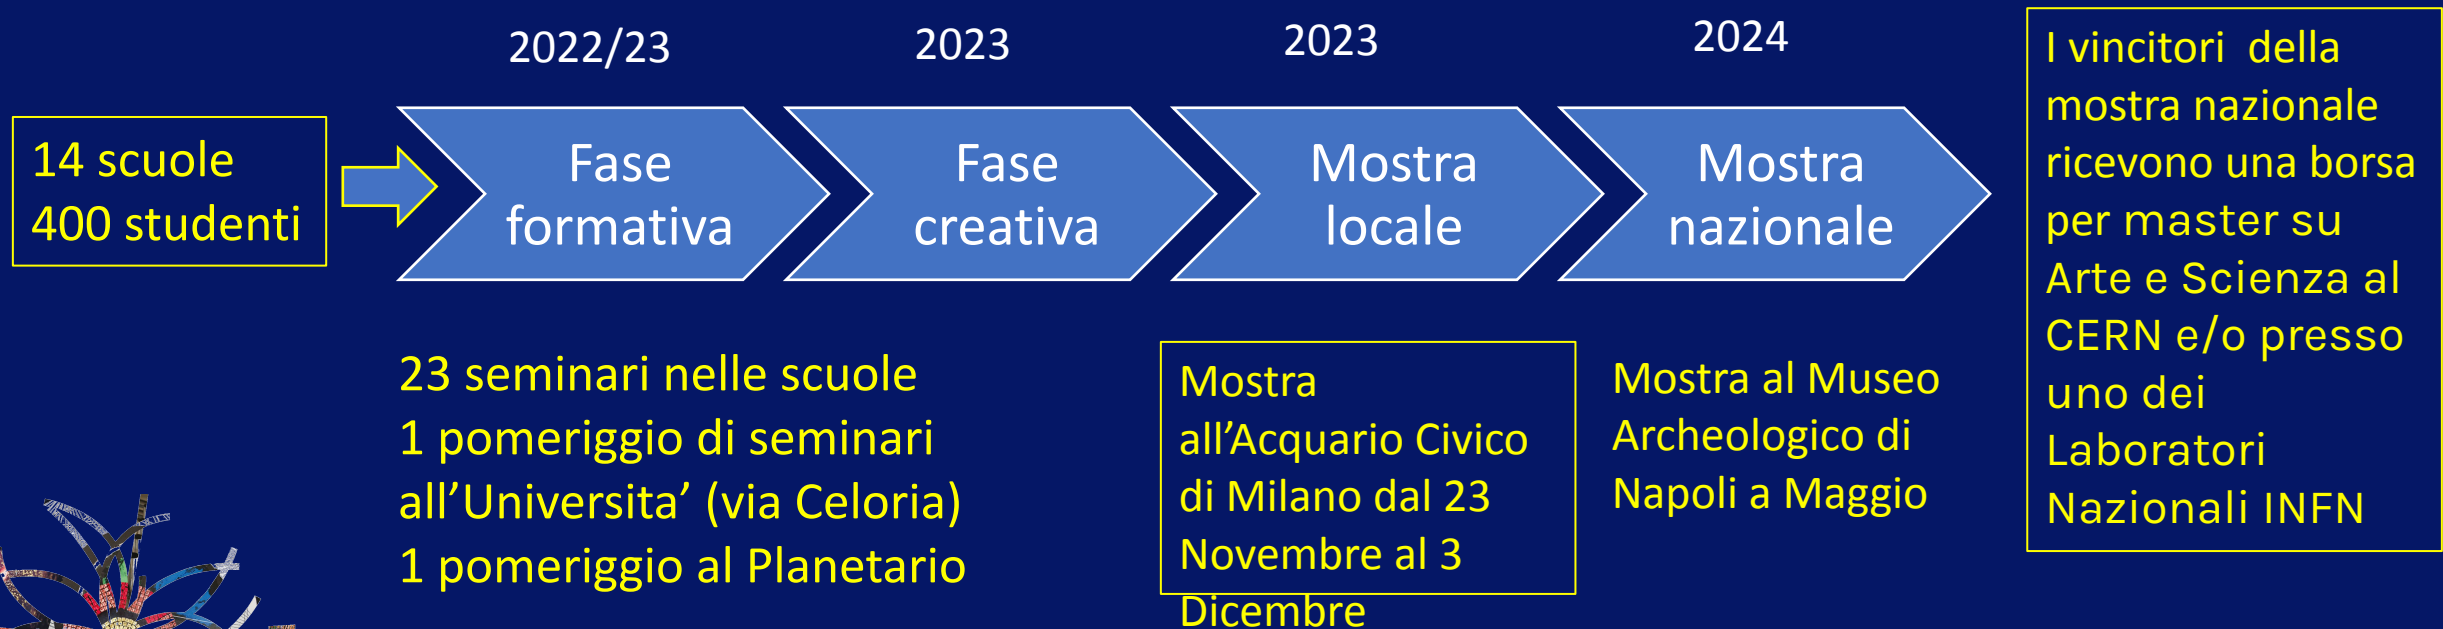 14 scuole
400 studenti
2022/23
Fase
formativa
2023
Fase
creativa
2023
Mostra
locale
2024
Mostra
nazionale
23 seminari nelle scuole
1 pomeriggio di seminari
all’Universita’ (via Celoria)
1 pomeriggio al Planetario
Mostra
all’Acquario Civico
di Milano dal 23
Novembre al 3
Dicembre
Mostra al Museo
Archeologico di
Napoli a Maggio
I vincitori della
mostra nazionale
ricevono una borsa
per master su
Arte e Scienza al
CERN e/o presso
uno dei
Laboratori
Nazionali INFN